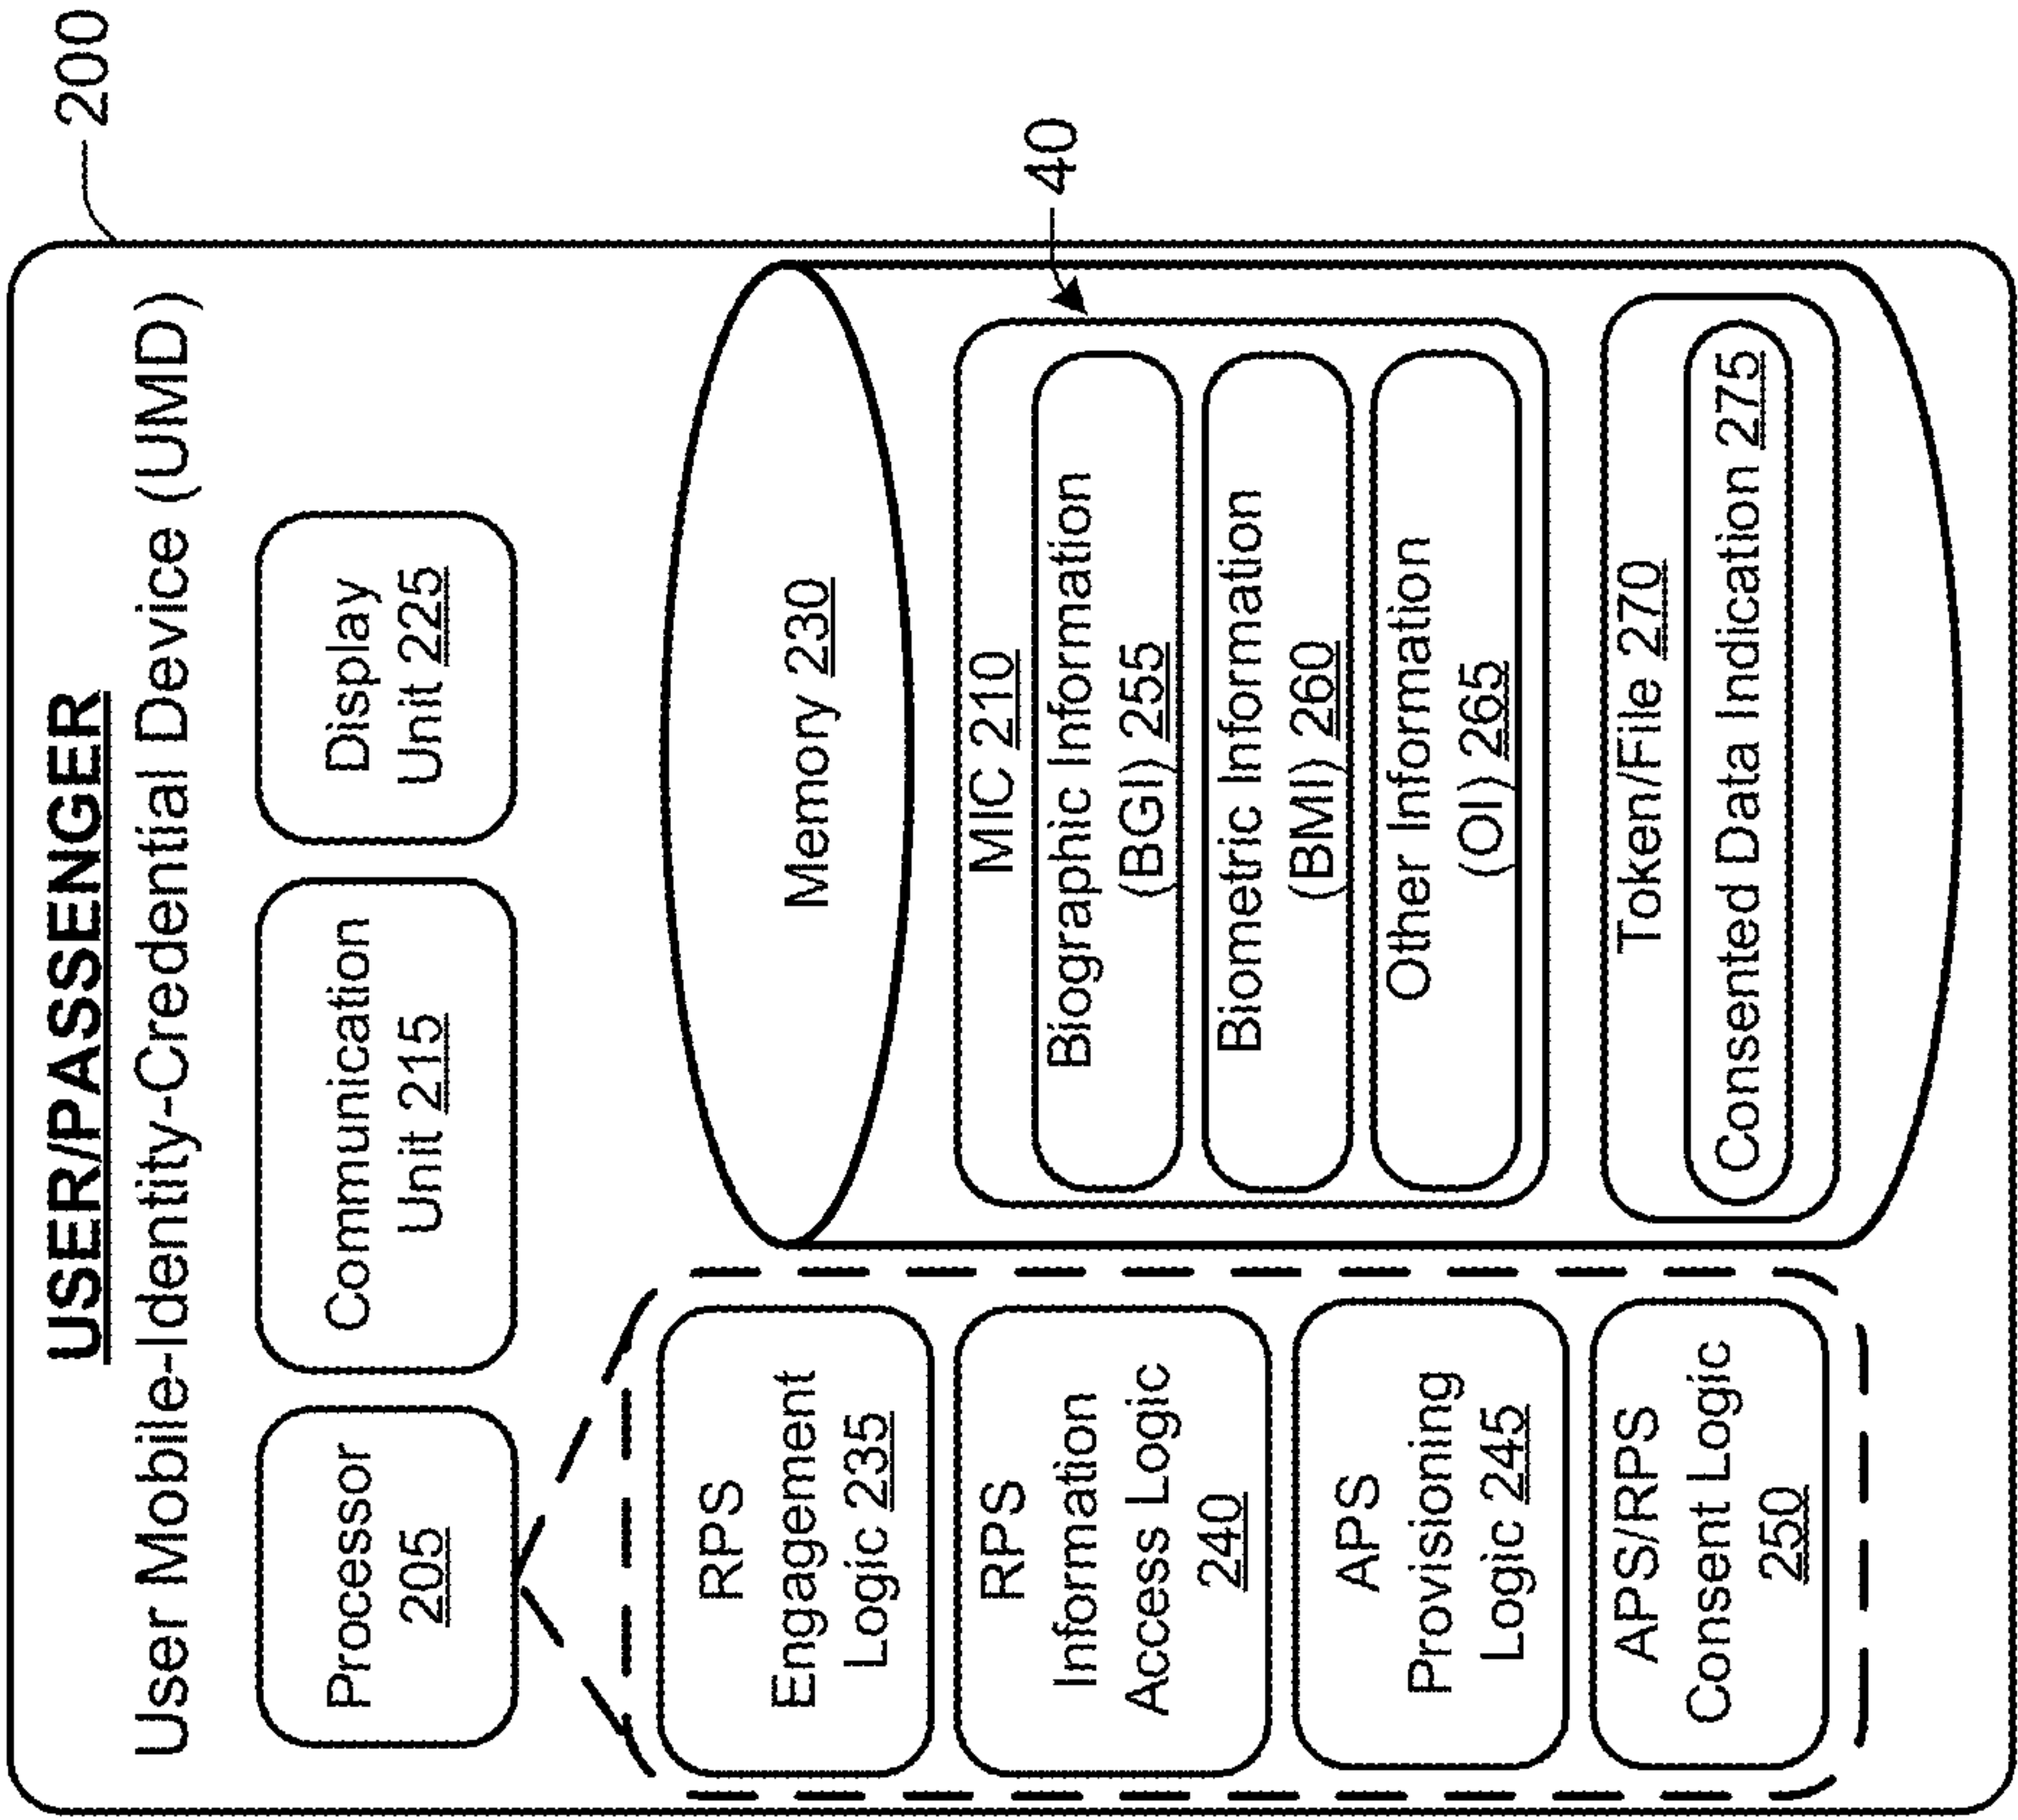 USER/PASSENGER
200
User Mobile-Identity-Credential Device (UMD)
Processor
205
Communication
Unit 215
Display
Unit 225
RPS
Engagement
Logic 235
RPS
Information
Access Logic
240
APS
Provisioning
Logic 245
APS/RPS
Consent Logic
250
Memory 230
40
MIC 210
Biographic Information
(BGI) 255
Biometric Information
(BMI) 260
Other Information
(OI) 265
Token/File 270
Consented Data Indication 275